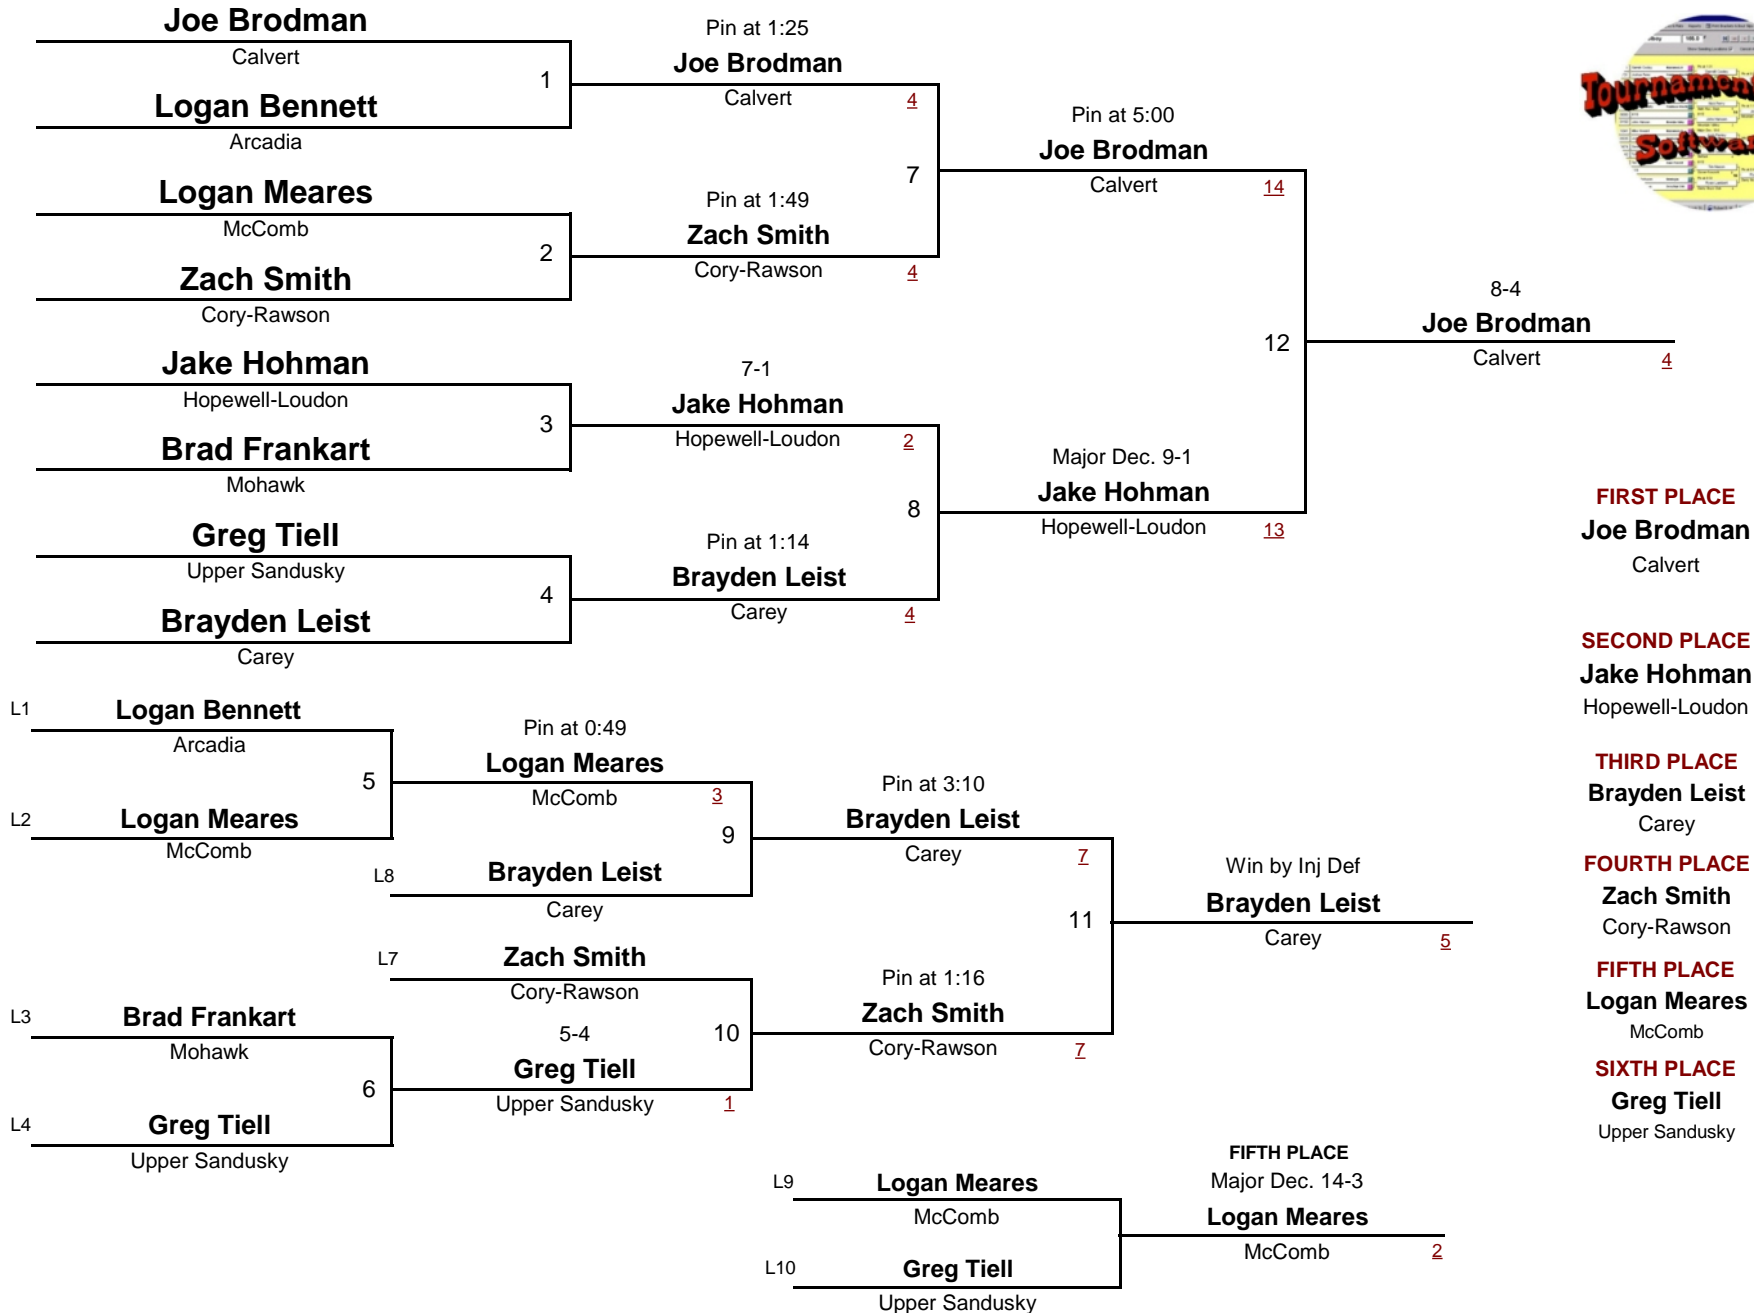 Joe Brodman
Calvert
1
Logan Bennett
Arcadia
Logan Meares
McComb
2
Zach Smith
Cory-Rawson
Jake Hohman
Hopewell-Loudon
3
Brad Frankart
Mohawk
Greg Tiell
Upper Sandusky
4
Brayden Leist
Carey
Pin at 1:25
Joe Brodman
Calvert
4
7
Pin at 1:49
Zach Smith
Cory-Rawson
4
7-1
Jake Hohman
Hopewell-Loudon
2
8
Pin at 1:14
Brayden Leist
Carey
4
Pin at 5:00
Joe Brodman
Calvert
14
12
Major Dec. 9-1
Jake Hohman
Hopewell-Loudon
13
8-4
Joe Brodman
Calvert
4
L1
Logan Bennett
Arcadia
5
L2
Logan Meares
McComb
Pin at 0:49
Logan Meares
McComb
3
9
L8
Brayden Leist
Carey
L7
Zach Smith
Cory-Rawson
10
L3
Brad Frankart
Mohawk
6
L4
Greg Tiell
Upper Sandusky
5-4
Greg Tiell
Upper Sandusky
1
Pin at 3:10
Brayden Leist
Carey
7
11
Pin at 1:16
Zach Smith
Cory-Rawson
7
Win by Inj Def
Brayden Leist
Carey
5
L9
Logan Meares
McComb
L10
Greg Tiell
Upper Sandusky
FIFTH PLACE
Major Dec. 14-3
Logan Meares
McComb
2
FIRST PLACE
Joe Brodman
Calvert
SECOND PLACE
Jake Hohman
Hopewell-Loudon
THIRD PLACE
Brayden Leist
Carey
FOURTH PLACE
Zach Smith
Cory-Rawson
FIFTH PLACE
Logan Meares
McComb
SIXTH PLACE
Greg Tiell
Upper Sandusky